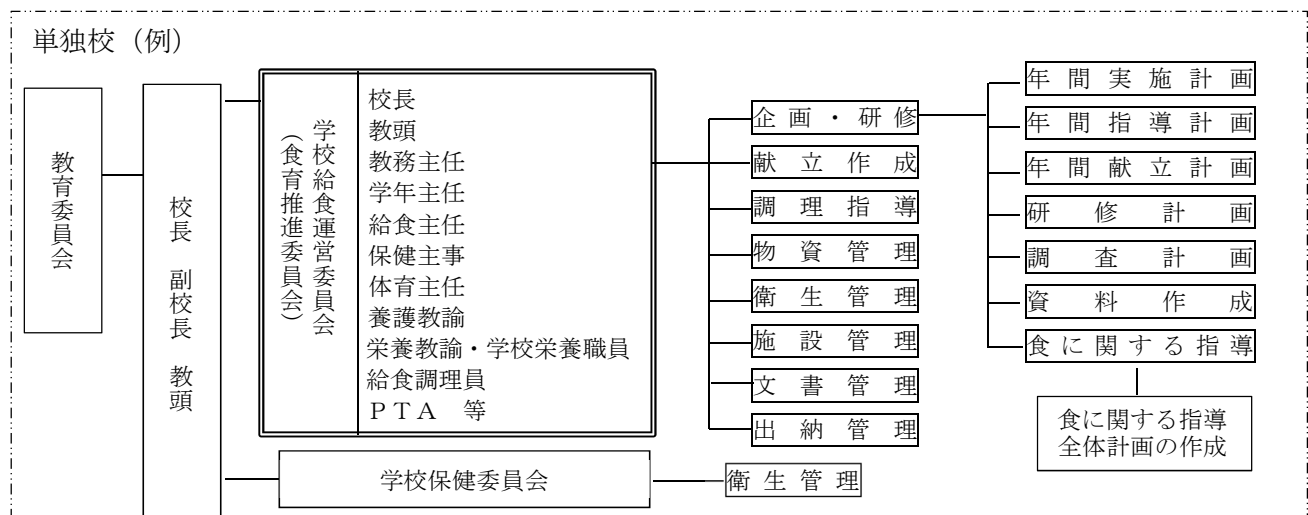 単独校（例）
教育委員会
校長　副校長　教頭
学校給食運営委員会
（食育推進委員会）
校長
教頭
教務主任
学年主任
給食主任
保健主事
体育主任
養護教諭
栄養教諭・学校栄養職員
給食調理員
ＰＴＡ　等
企画・研修
献立作成
調理指導
物資管理
衛生管理
施設管理
文書管理
出納管理
年間実施計画
年間指導計画
年間献立計画
研修計画
調査計画
資料作成
食に関する指導
食に関する指導
全体計画の作成
学校保健委員会
衛生管理